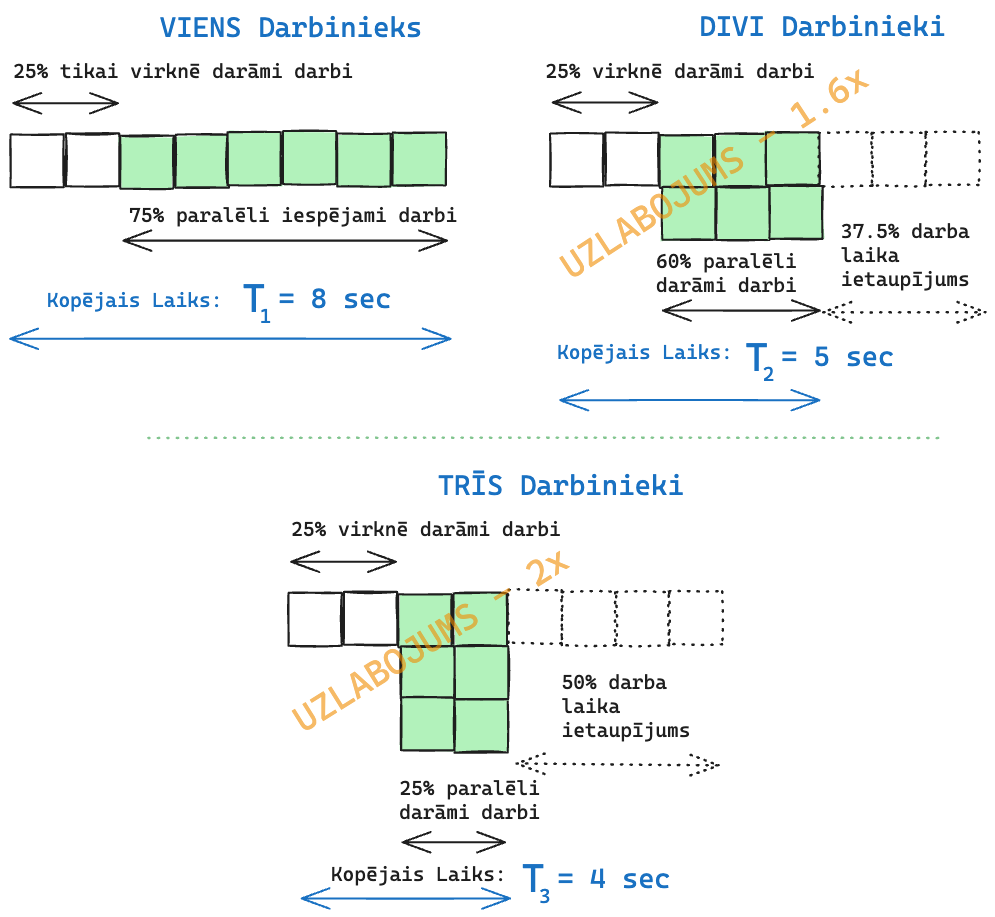 VIENS Darbinieks
25% tikai virknē darāmi darbi
75% paralēli iespējami darbi
Kopējais Laiks: T1 = 8 sec
DIVI Darbinieki
25% virknē darāmi darbi
UZLABOJUMS - 1.6x
37.5% darba
laika
ietaupījums
60% paralēli
darāmi darbi
Kopējais Laiks: T2 = 5 sec
TRĪS Darbinieki
25% virknē darāmi darbi
UZLABOJUMS - 2x
50% darba
laika
ietaupījums
25% paralēli
darāmi darbi
Kopējais Laiks: T3 = 4 sec